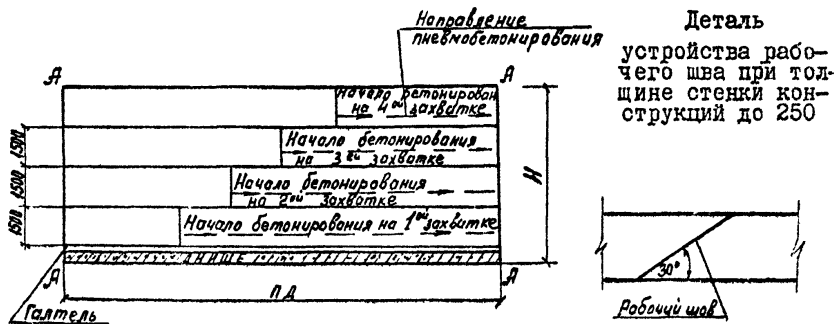 Направление
пневмобетонирования
Деталь
устройства рабо-
чего шва при тол-
щине стенки кон-
струкций до 250
А
А
Начало бетонирован
на 4ой захватке
1500
Начало бетонирования
на 3ей захватке
Н
1500
Начало бетонирования
на 2ой захватке
1500
Начало бетонирования на 1ой захватке
ДНИЩЕ
А
А
ПД
Галтель
30°
Рабочий шов